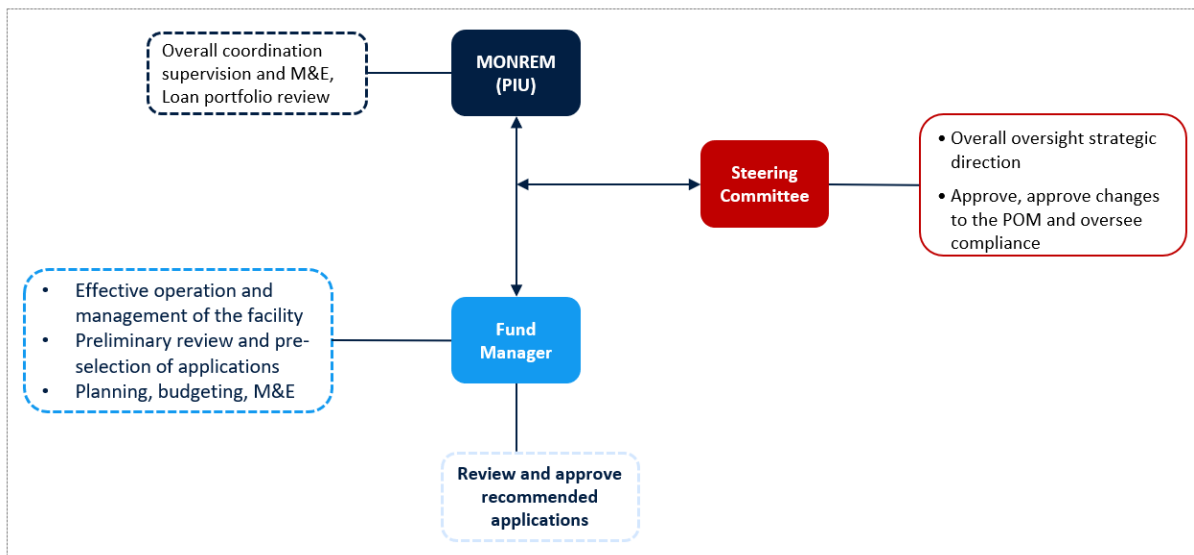 Overall coordination
supervision and M&E,
Loan portfolio review
MONREM
(PIU)
Steering
Committee
• Overall oversight strategic
direction
• Approve, approve changes
to the POM and oversee
compliance
• Effective operation and
management of the facility
• Preliminary review and pre-
selection of applications
• Planning, budgeting, M&E
Fund
Manager
Review and approve
recommended
applications